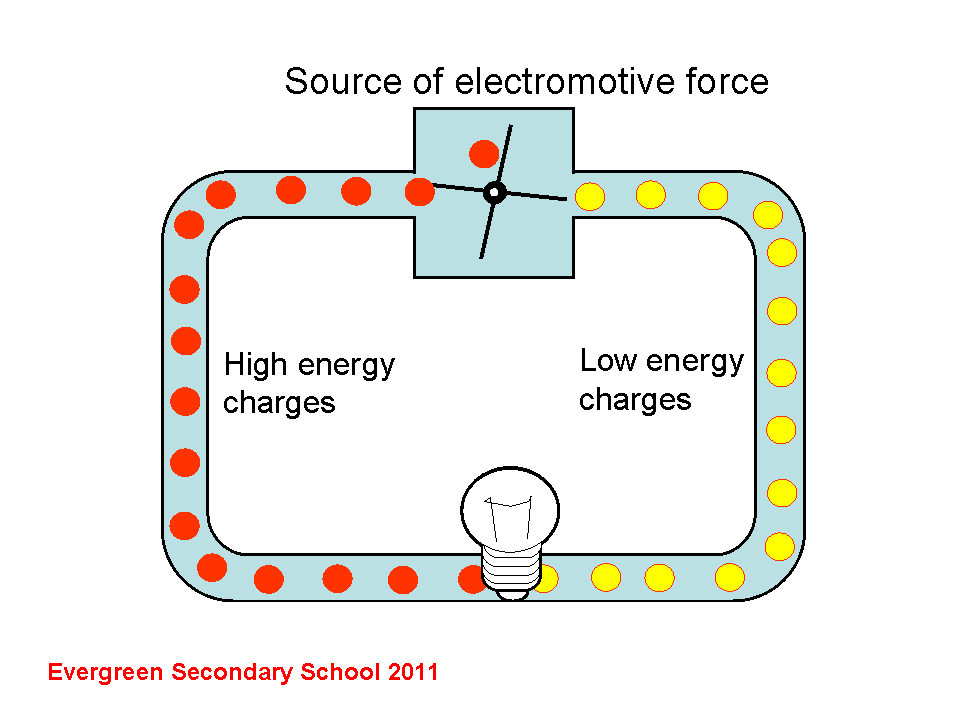 Source of electromotive force
High energy
charges
Low energy
charges
Evergreen Secondary School 2011